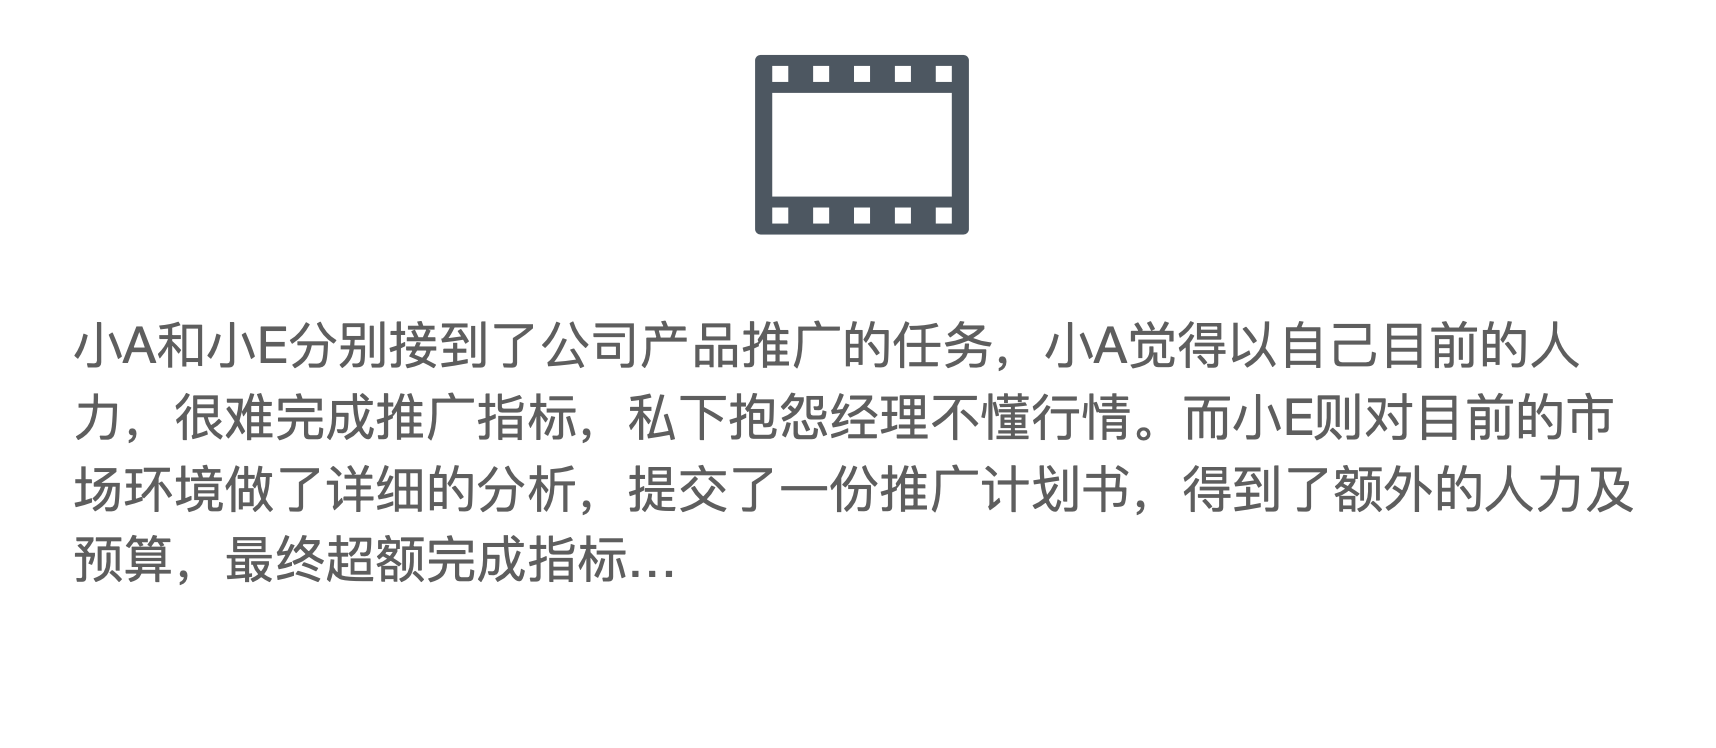 小A和小E分别接到了公司产品推广的任务，小A觉得以自己目前的人
力，很难完成推广指标，私下抱怨经理不懂行情。而小E则对目前的市
场环境做了详细的分析，提交了一份推广计划书，得到了额外的人力及
预算，最终超额完成指标…